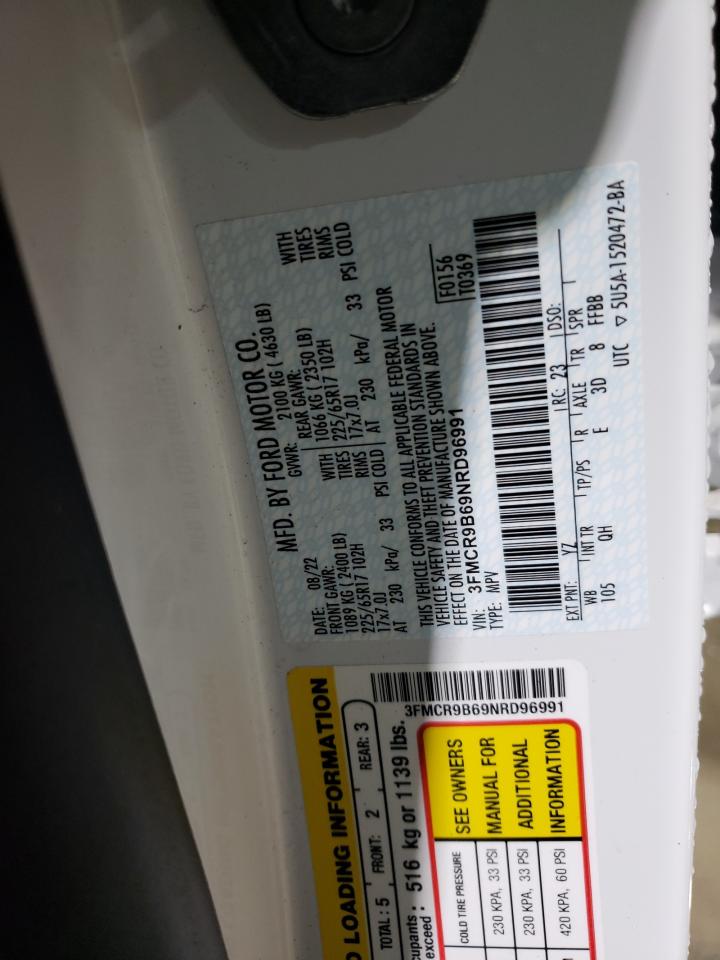 MFD. BY FORD MOTOR CO.
DATE: 08/22 GVWR: 2100 KG ( 4630 LB)
FRONT GAWR: REAR GAWR:
1089 KG ( 2400 LB) WITH 1066 KG ( 2350 LB) WITH
225/65R17 102H TIRES 225/65R17 102H TIRES
17x7.0J RIMS 17x7.0J RIMS
AT 230 kPa/ 33 PSI COLD AT 230 kPa/ 33 PSI COLD
THIS VEHICLE CONFORMS TO ALL APPLICABLE FEDERAL MOTOR
VEHICLE SAFETY AND THEFT PREVENTION STANDARDS IN
EFFECT ON THE DATE OF MANUFACTURE SHOWN ABOVE.
VIN: 3FMCR9B69NRD96991
TYPE: MPV
F0156
T0369
EXT PNT: YZ RC: 23 DSO:
WB INT TR TP/PS R AXLE TR SPR
105 QH E 3D 8 FFBB
UTC ▽ 5U5A-1520472-BA
LOADING INFORMATION
TOTAL : 5 FRONT: 2 REAR: 3
exceed : 516 kg or 1139 lbs.
3FMCR9B69NRD96991
COLD TIRE PRESSURE
230 KPA, 33 PSI
230 KPA, 33 PSI
420 KPA, 60 PSI
SEE OWNERS
MANUAL FOR
ADDITIONAL
INFORMATION